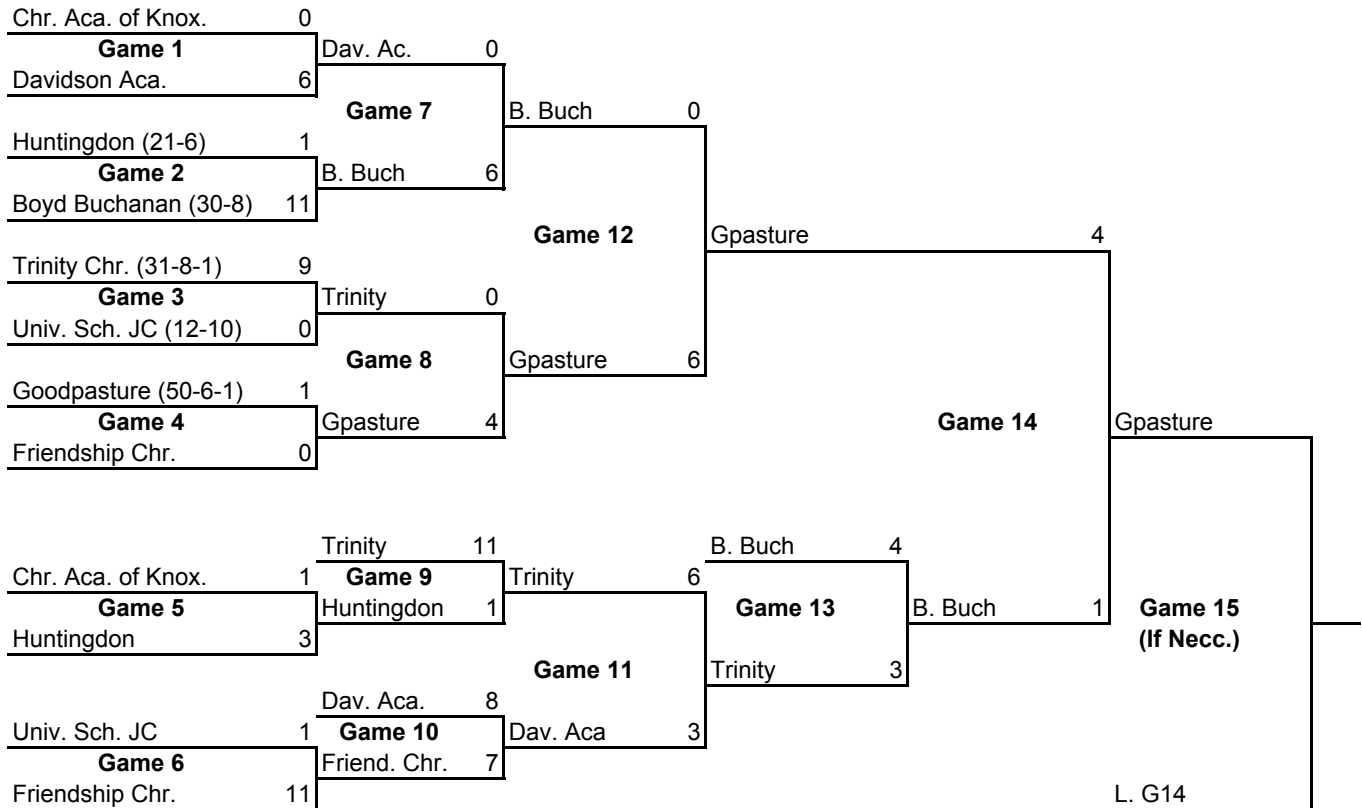 Chr. Aca. of Knox. 0
Game 1
Davidson Aca. 6
Dav. Ac. 0
Game 7
B. Buch 6
Huntingdon (21-6) 1
Game 2
Boyd Buchanan (30-8) 11
B. Buch 0
Game 12
Gpasture 6
Trinity Chr. (31-8-1) 9
Game 3
Univ. Sch. JC (12-10) 0
Trinity 0
Game 8
Gpasture 4
Goodpasture (50-6-1) 1
Game 4
Friendship Chr. 0
Gpasture 4
Game 14
B. Buch 1
Gpasture
Game 15
(If Necc.)
L. G14
Chr. Aca. of Knox. 1
Game 5
Huntingdon 3
Trinity 11
Game 9
Huntingdon 1
Trinity 6
Game 11
Dav. Aca 3
B. Buch 4
Game 13
Trinity 3
Univ. Sch. JC 1
Game 6
Friendship Chr. 11
Dav. Aca. 8
Game 10
Friend. Chr. 7